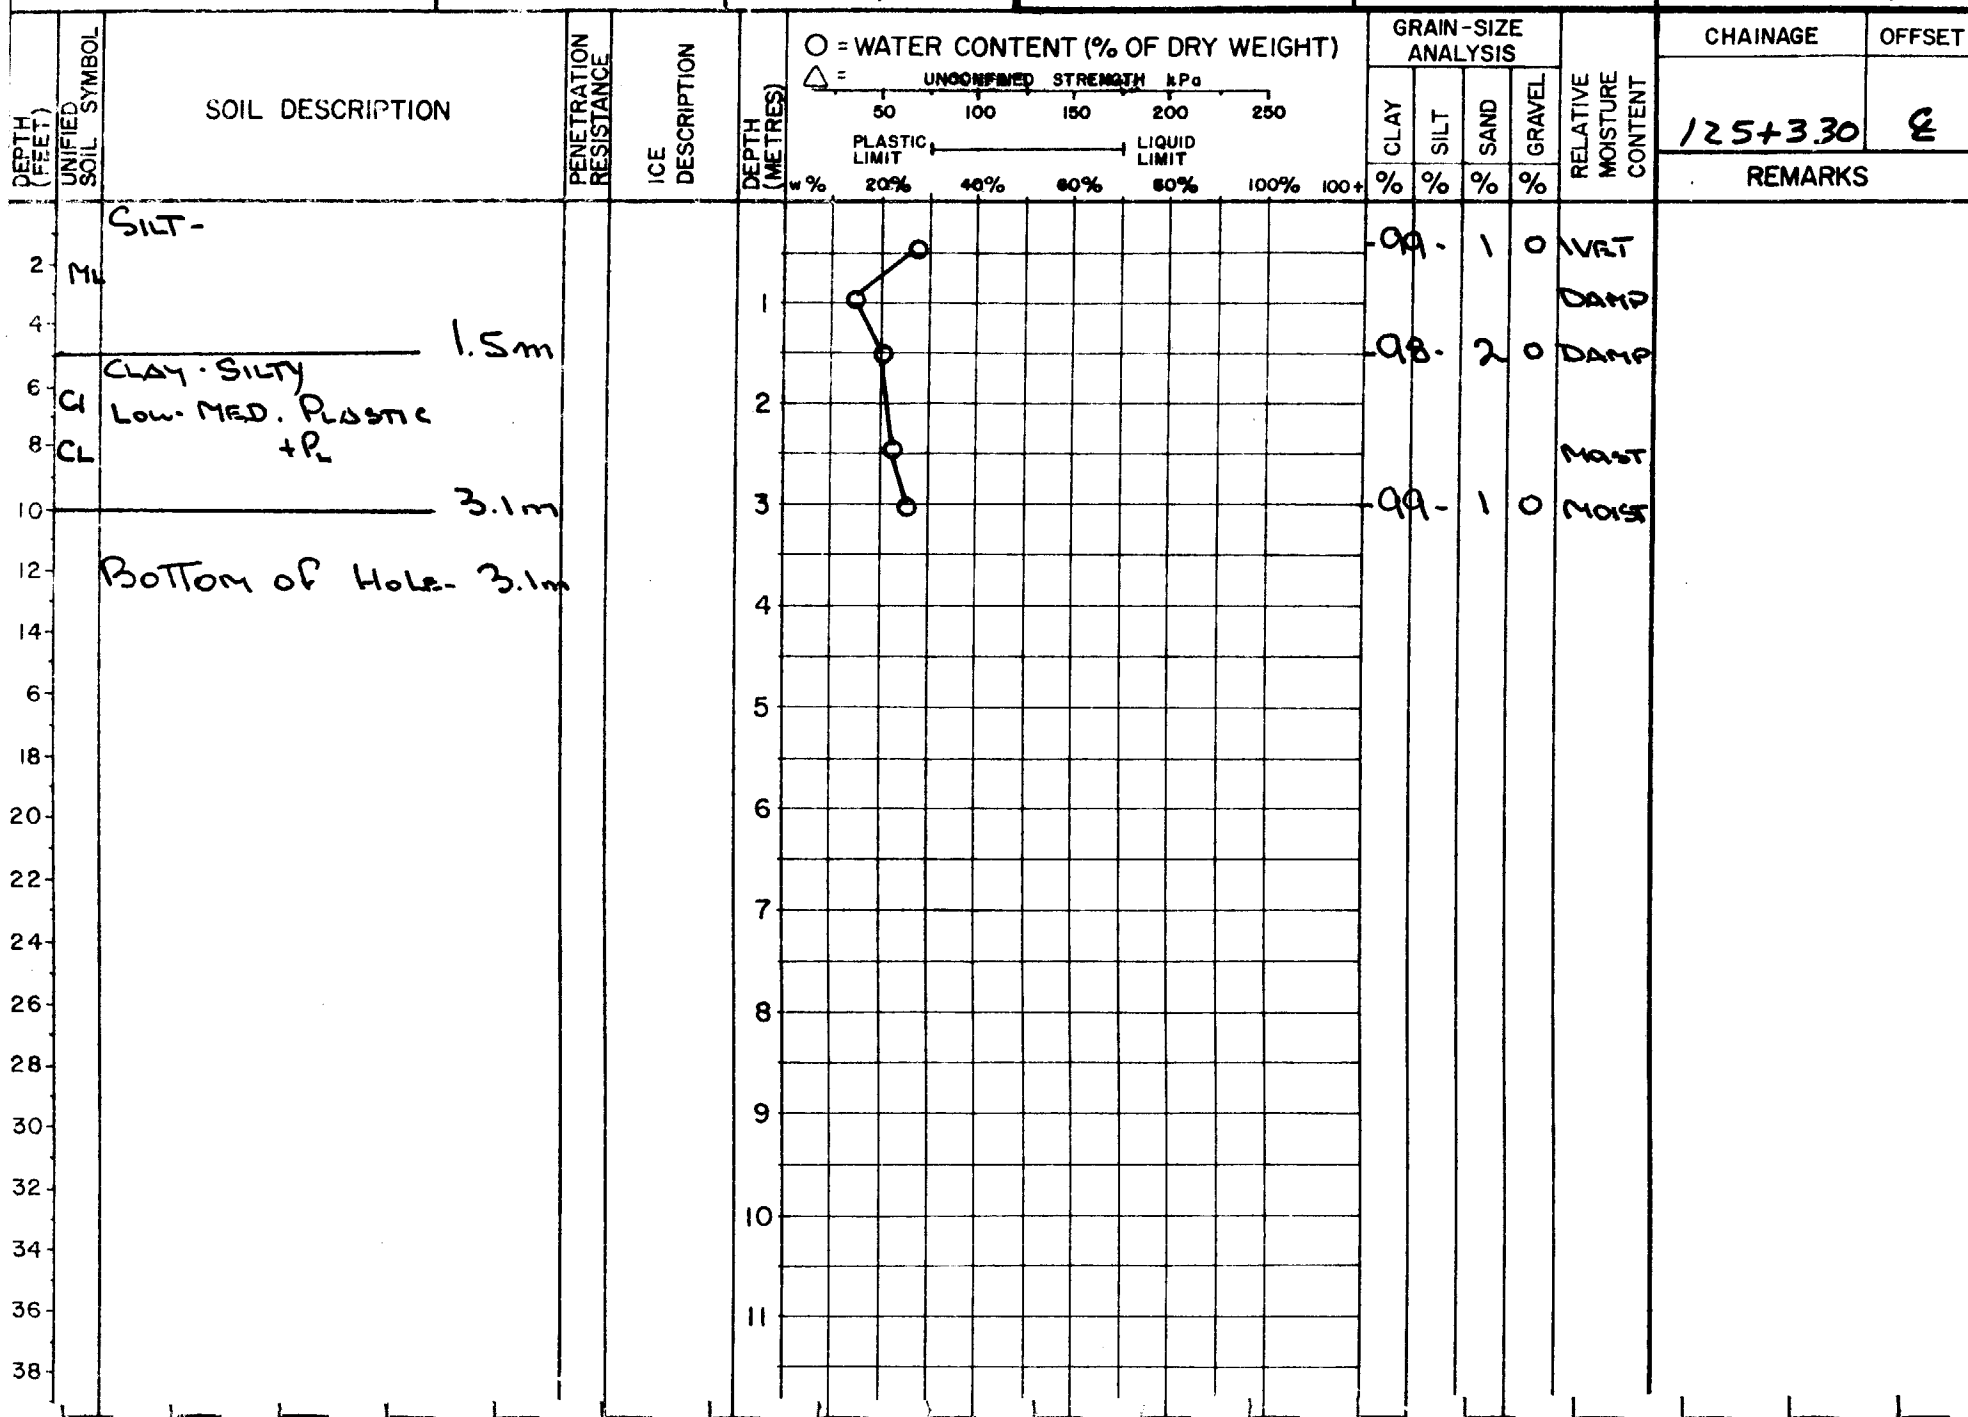 DEPTH (FEET)
UNIFIED SOIL SYMBOL
SOIL DESCRIPTION
PENETRATION RESISTANCE
ICE DESCRIPTION
DEPTH (METRES)
O = WATER CONTENT (% OF DRY WEIGHT)
△ = UNCONFINED STRENGTH kPa
50 100 150 200 250
PLASTIC LIMIT
LIQUID LIMIT
w % 20% 40% 60% 80% 100% 100+
GRAIN-SIZE ANALYSIS
CLAY SILT SAND GRAVEL
% % % %
RELATIVE MOISTURE CONTENT
CHAINAGE OFFSET
125+3.30 ℄
REMARKS
SILT-
-99- 1 0 WET
2 ML
1 DAMP
4
1.5m -98- 2 0 DAMP
CLAY · SILTY
6
CI LOW-MED. PLASTIC 2
8 CL +PL MOIST
10 3.1m 3 -99- 1 0 MOIST
12 BOTTOM OF HOLE- 3.1m
4
14
6
5
18
6
20
22
7
24
26
8
28
9
30
32
10
34
36
11
38